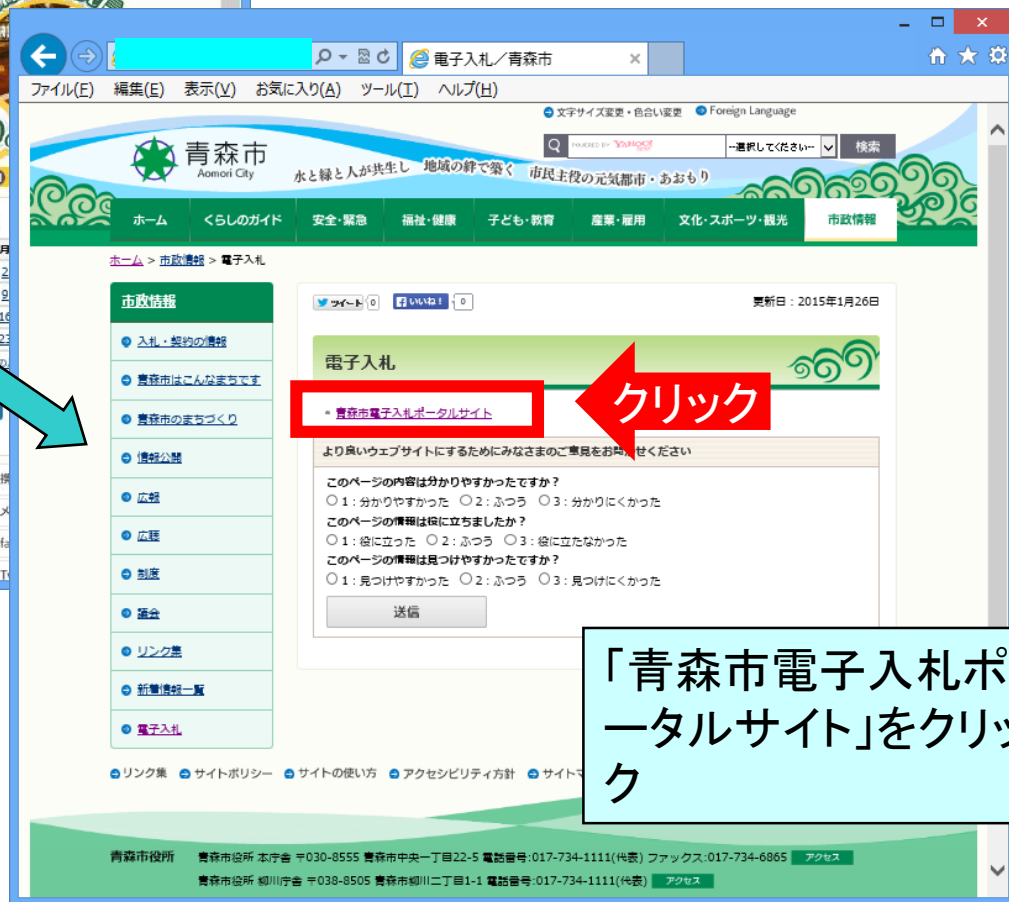 電子入札／青森市
ファイル(F) 編集(E) 表示(V) お気に入り(A) ツール(T) ヘルプ(H)
文字サイズ変更・色合い変更 Foreign Language
青森市
Aomori City
水と緑と人が共生し 地域の絆で築く 市民主役の元気都市・あおもり
POWERED BY YAHOO! --選択してください-- 検索
ホーム くらしのガイド 安全・緊急 福祉・健康 子ども・教育 産業・雇用 文化・スポーツ・観光 市政情報
ホーム > 市政情報 > 電子入札
市政情報
入札・契約の情報
青森市はこんなまちです
青森市のまちづくり
情報公開
広報
広聴
制度
議会
リンク集
新着情報一覧
電子入札
ツイート 0 いいね! 0 更新日：2015年1月26日
電子入札
青森市電子入札ポータルサイト
クリック
より良いウェブサイトにするためにみなさまのご意見をお聞かせください
このページの内容は分かりやすかったですか？
1：分かりやすかった 2：ふつう 3：分かりにくかった
このページの情報は役に立ちましたか？
1：役に立った 2：ふつう 3：役に立たなかった
このページの情報は見つけやすかったですか？
1：見つけやすかった 2：ふつう 3：見つけにくかった
送信
「青森市電子入札ポ
ータルサイト」をクリッ
ク
リンク集 サイトポリシー サイトの使い方 アクセシビリティ方針 サイト
青森市役所 青森市役所 本庁舎 〒030-8555 青森市中央一丁目22-5 電話番号:017-734-1111(代表) ファックス:017-734-6865 アクセス
青森市役所 柳川庁舎 〒038-8505 青森市柳川二丁目1-1 電話番号:017-734-1111(代表) アクセス